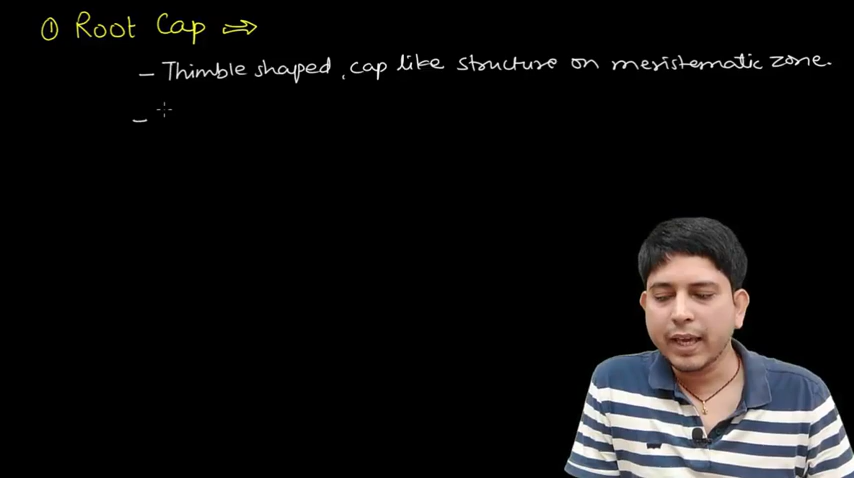 ① Root Cap ⇒
– Thimble shaped, cap like structure on meristematic zone.
–